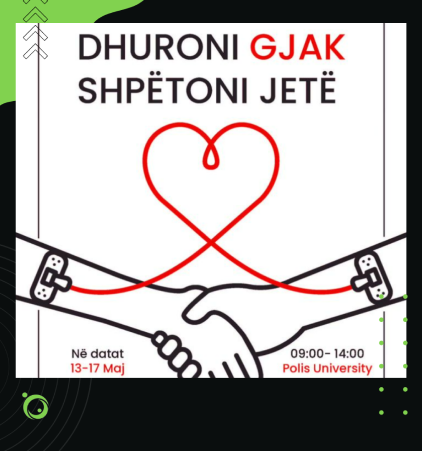 DHURONI GJAK
SHPËTONI JETË
Në datat
13-17 Maj
09:00- 14:00
Polis University